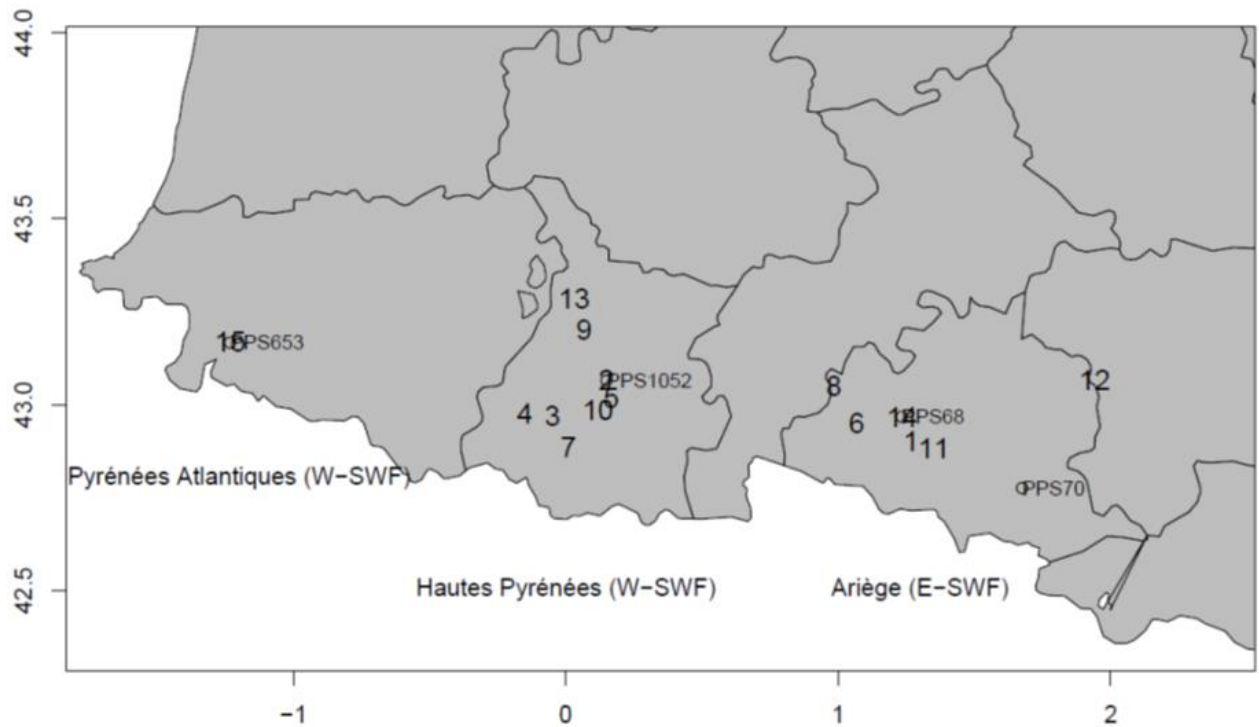 44.0
43.5
13
9
15 PPS653
2 PPS1052
5
8
12
43.0
4
3
10
6
14 PPS68
7
1
11
Pyrénées Atlantiques (W−SWF)
PPS70
42.5
Hautes Pyrénées (W−SWF)
Ariège (E−SWF)
−1
0
1
2